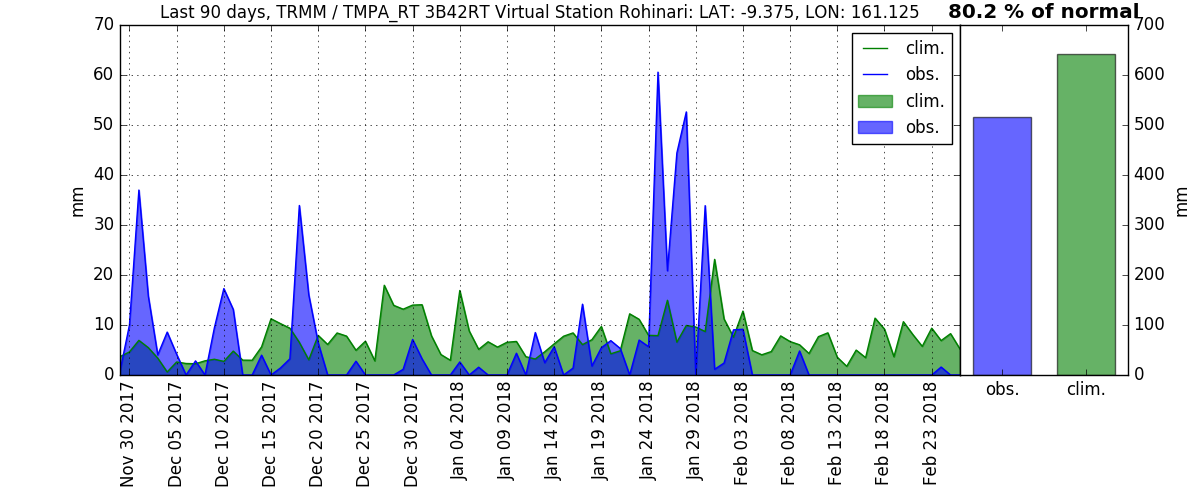 Last 90 days, TRMM / TMPA_RT 3B42RT Virtual Station Rohinari: LAT: -9.375, LON: 161.125
80.2 % of normal
70
60
50
40
30
20
10
0
mm
clim.
obs.
clim.
obs.
700
600
500
400
300
200
100
0
mm
obs.
clim.
Nov 30 2017
Dec 05 2017
Dec 10 2017
Dec 15 2017
Dec 20 2017
Dec 25 2017
Dec 30 2017
Jan 04 2018
Jan 09 2018
Jan 14 2018
Jan 19 2018
Jan 24 2018
Jan 29 2018
Feb 03 2018
Feb 08 2018
Feb 13 2018
Feb 18 2018
Feb 23 2018